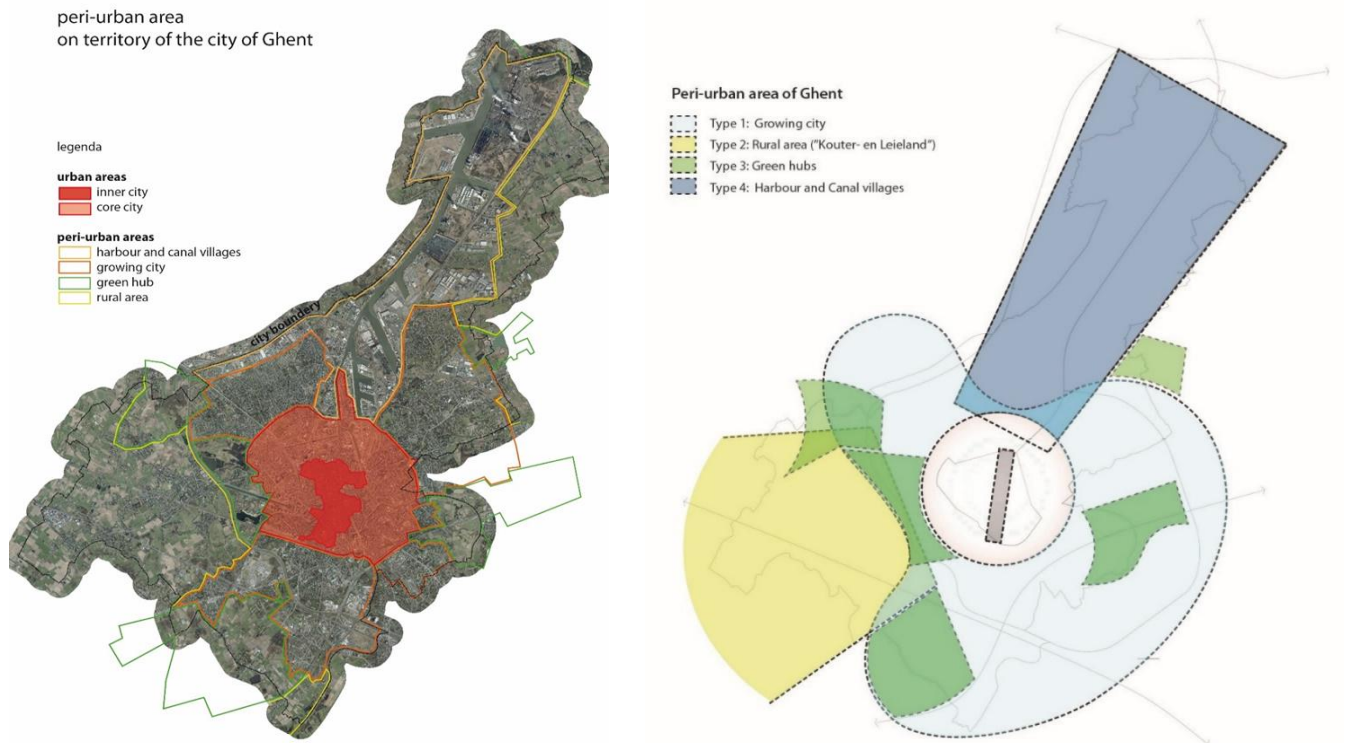 peri-urban area
on territory of the city of Ghent
legenda
urban areas
inner city
core city
peri-urban areas
harbour and canal villages
growing city
green hub
rural area
city boundery
Peri-urban area of Ghent
Type 1: Growing city
Type 2: Rural area ("Kouter- en Leieland")
Type 3: Green hubs
Type 4: Harbour and Canal villages